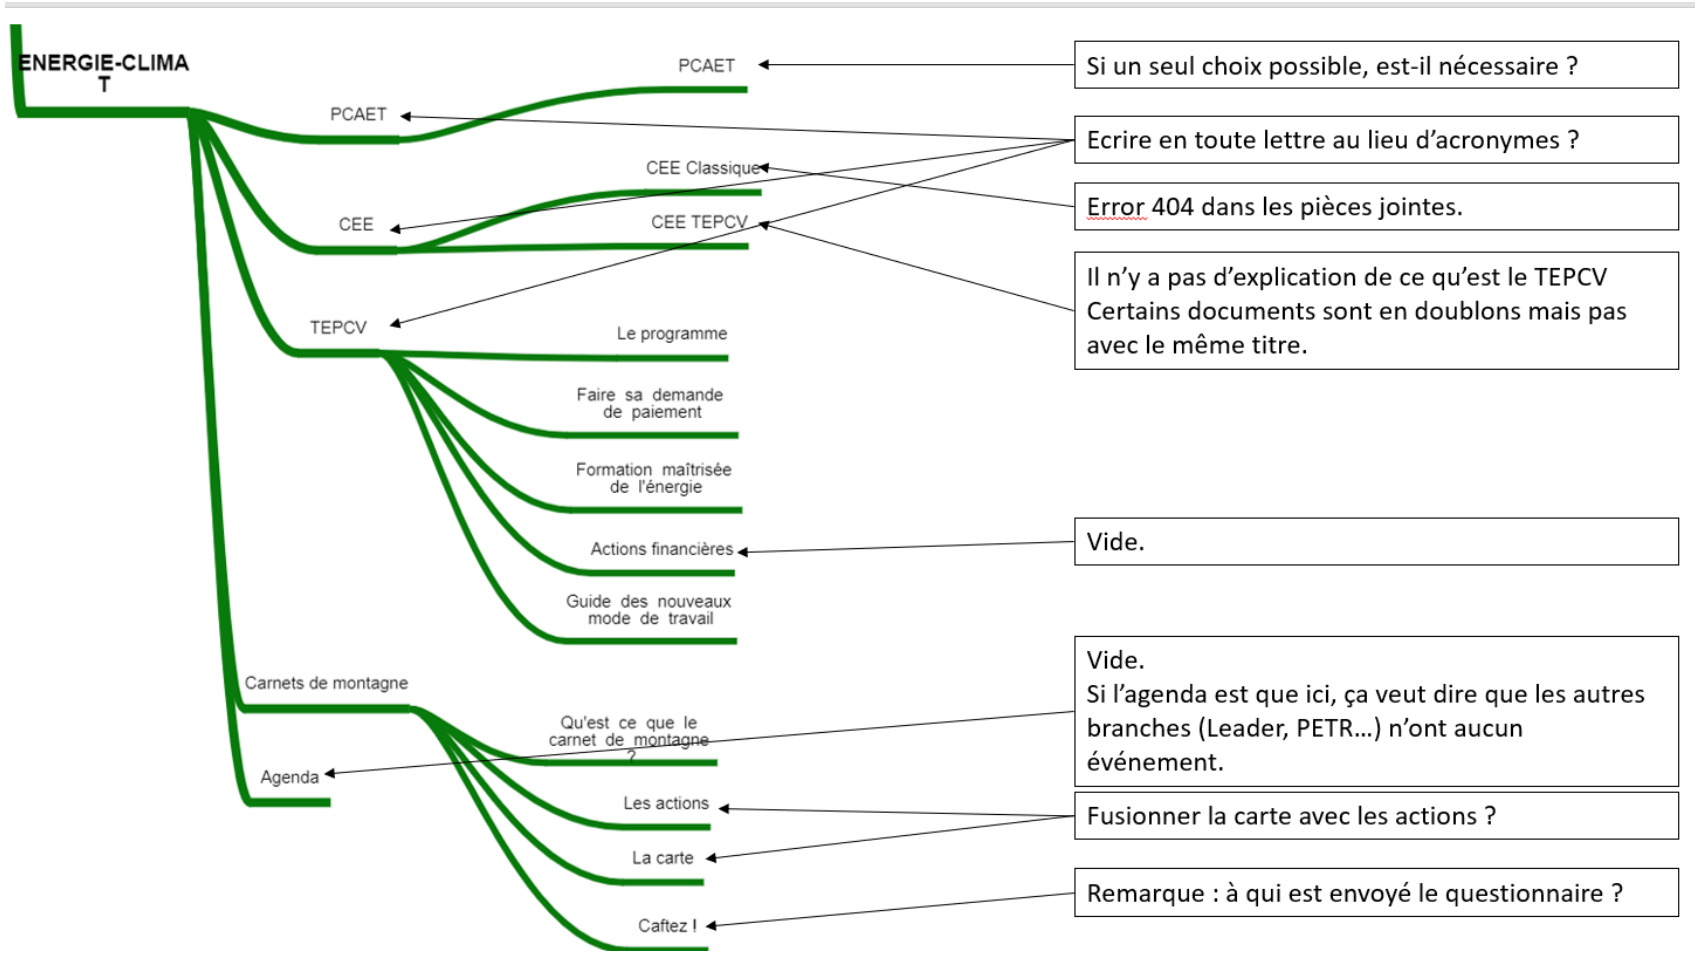 ENERGIE-CLIMA
T
PCAET
PCAET
CEE
CEE Classique
CEE TEPCV
TEPCV
Le programme
Faire sa demande
de paiement
Formation maîtrisée
de l'énergie
Actions financières
Guide des nouveaux
mode de travail
Carnets de montagne
Qu'est ce que le
carnet de montagne
?
Les actions
La carte
Caftez !
Agenda
Si un seul choix possible, est-il nécessaire ?
Ecrire en toute lettre au lieu d’acronymes ?
Error 404 dans les pièces jointes.
Il n’y a pas d’explication de ce qu’est le TEPCV
Certains documents sont en doublons mais pas
avec le même titre.
Vide.
Vide.
Si l’agenda est que ici, ça veut dire que les autres
branches (Leader, PETR…) n’ont aucun
événement.
Fusionner la carte avec les actions ?
Remarque : à qui est envoyé le questionnaire ?